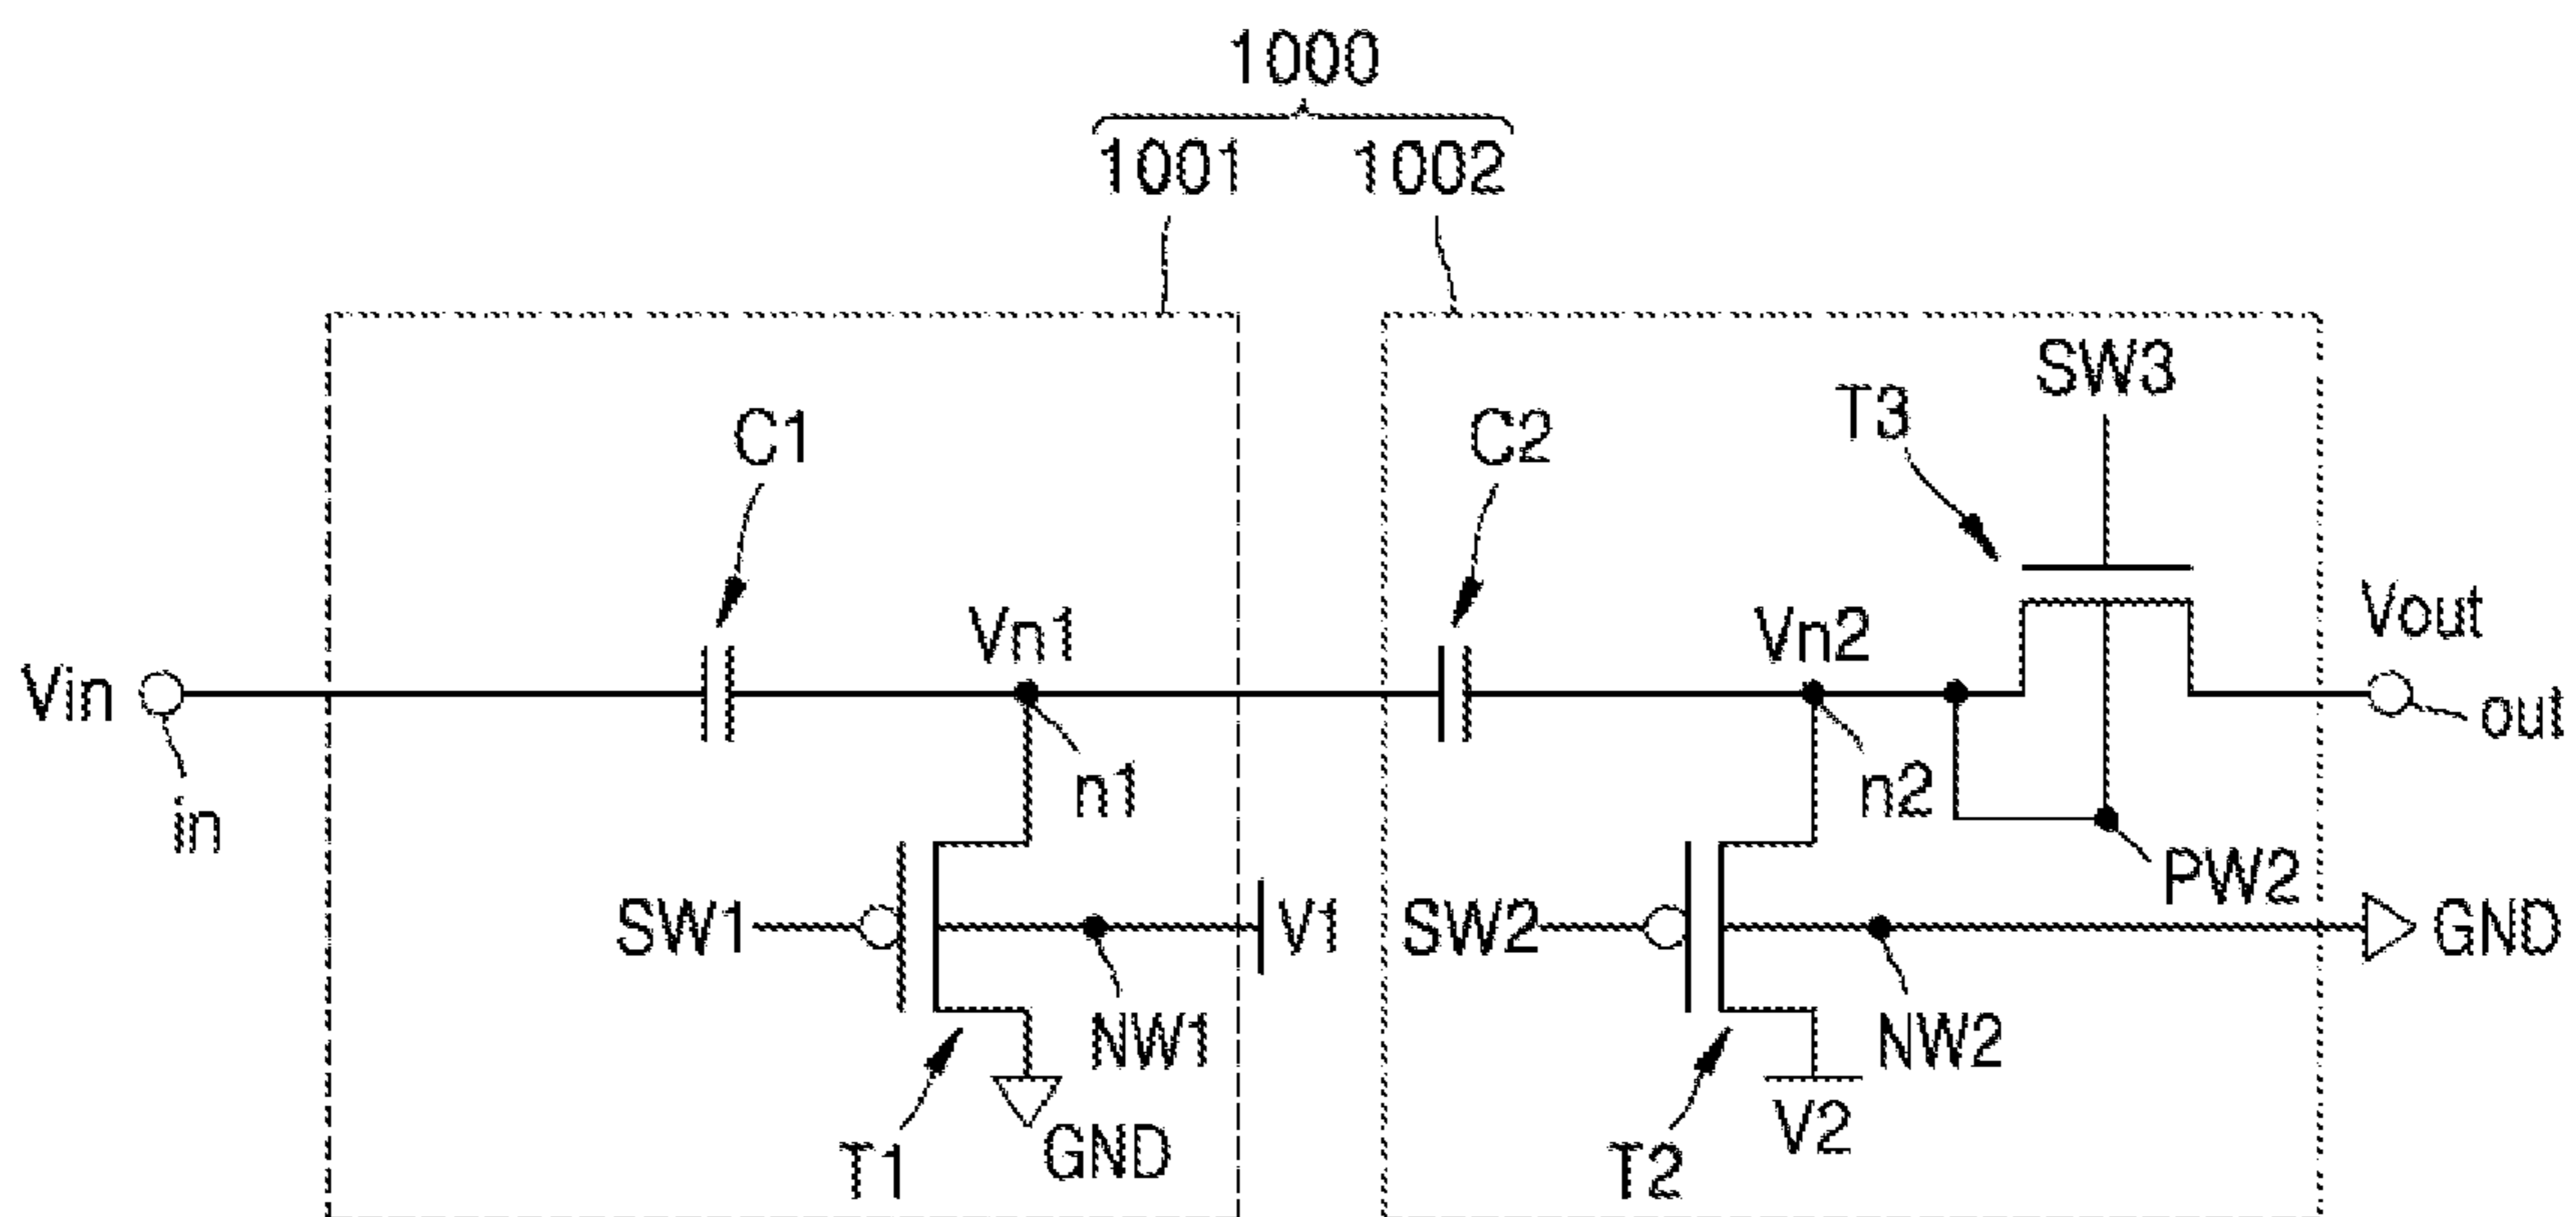 1000
1001 1002
SW3
T3
C1 C2
Vout
Vn1 Vn2
Vin
out
n1 n2
in
PW2
SW1 V1 SW2 GND
NW1 NW2
V2
T1 GND T2